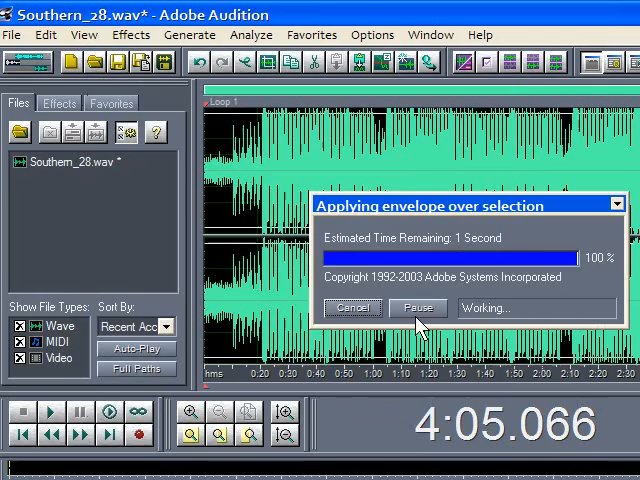 Southern_28.wav* - Adobe Audition
File Edit View Effects Generate Analyze Favorites Options Window Help
Files Effects Favorites
Loop 1
Southern_28.wav *
Applying envelope over selection
Estimated Time Remaining: 1 Second
100 %
Copyright 1992-2003 Adobe Systems Incorporated
Cancel Pause Working...
Show File Types: Sort By:
Wave Recent Acc
MIDI Auto-Play
Video Full Paths
hms 0:20 0:30 0:40 0:50 1:00 1:10 1:20 1:30 1:40 1:50 2:00 2:10 2:20 2:30
4:05.066